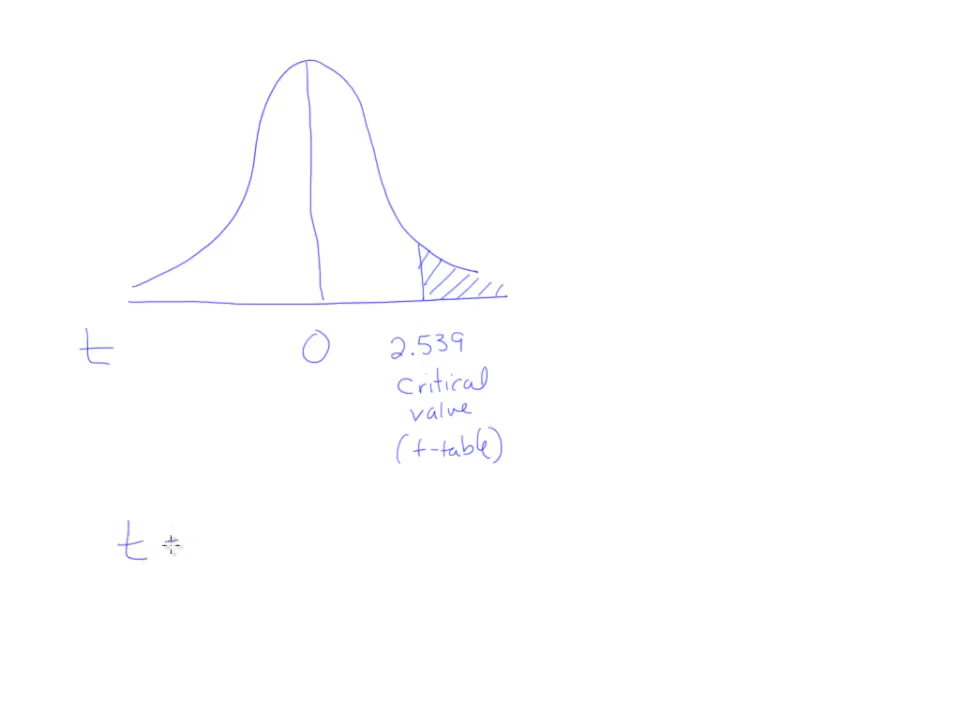 t 0 2.539
critical
value
(t-table)
t =